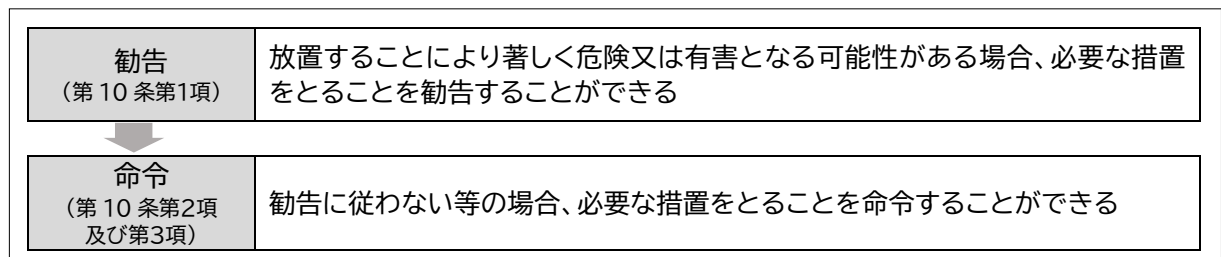 勧告
(第 10 条第1項)
放置することにより著しく危険又は有害となる可能性がある場合、必要な措置
をとることを勧告することができる
命令
(第 10 条第2項
及び第3項)
勧告に従わない等の場合、必要な措置をとることを命令することができる